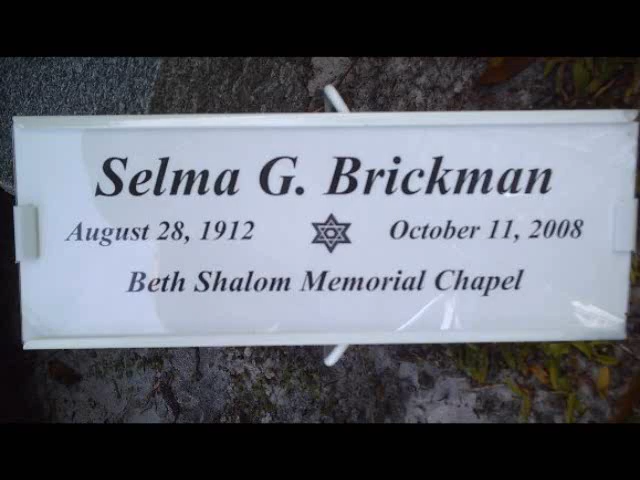 Selma G. Brickman
August 28, 1912 October 11, 2008
Beth Shalom Memorial Chapel